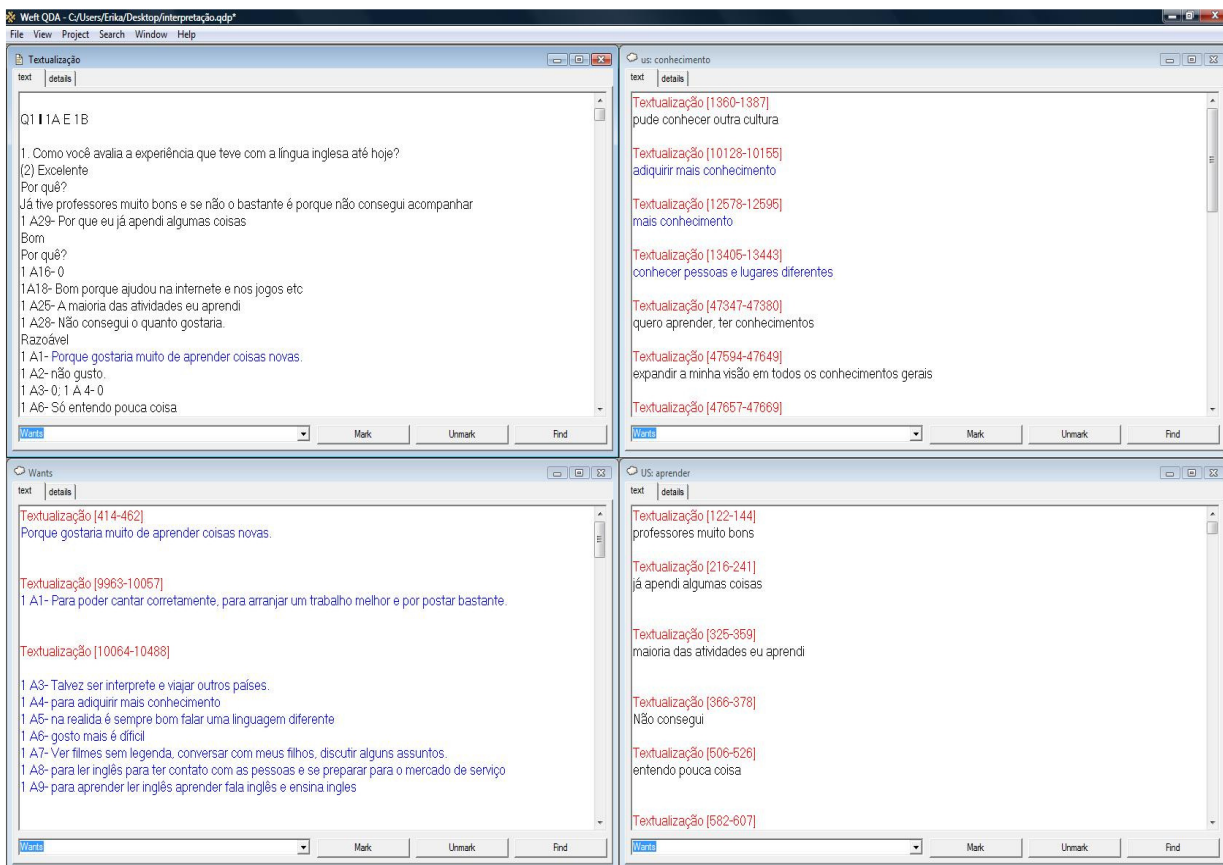 Weft QDA - C:/Users/Erika/Desktop/interpretação.qdp*
File View Project Search Window Help
Textualização
text details
Q1 I 1A E 1B
1. Como você avalia a experiência que teve com a língua inglesa até hoje?
(2) Excelente
Por quê?
Já tive professores muito bons e se não o bastante é porque não consegui acompanhar
1 A29- Por que eu já apendi algumas coisas
Bom
Por quê?
1 A16- 0
1A18- Bom porque ajudou na internete e nos jogos etc
1 A25- A maioria das atividades eu aprendi
1 A28- Não consegui o quanto gostaria.
Razoável
1 A1- Porque gostaria muito de aprender coisas novas.
1 A2- não gusto.
1 A3- 0; 1 A 4- 0
1 A6- Só entendo pouca coisa
Wants Mark Unmark Find
us: conhecimento
text details
Textualização [1360-1387]
pude conhecer outra cultura
Textualização [10128-10155]
adiquirir mais conhecimento
Textualização [12578-12595]
mais conhecimento
Textualização [13405-13443]
conhecer pessoas e lugares diferentes
Textualização [47347-47380]
quero aprender, ter conhecimentos
Textualização [47594-47649]
expandir a minha visão em todos os conhecimentos gerais
Textualização [47657-47669]
Wants Mark Unmark Find
Wants
text details
Textualização [414-462]
Porque gostaria muito de aprender coisas novas.
Textualização [9963-10057]
1 A1- Para poder cantar corretamente, para arranjar um trabalho melhor e por postar bastante.
Textualização [10064-10488]
1 A3- Talvez ser interprete e viajar outros países.
1 A4- para adiquirir mais conhecimento
1 A5- na realida é sempre bom falar uma linguagem diferente
1 A6- gosto mais é díficil
1 A7- Ver filmes sem legenda, conversar com meus filhos, discutir alguns assuntos.
1 A8- para ler inglês para ter contato com as pessoas e se preparar para o mercado de serviço
1 A9- para aprender ler inglês aprender fala inglês e ensina ingles
Wants Mark Unmark Find
US: aprender
text details
Textualização [122-144]
professores muito bons
Textualização [216-241]
já apendi algumas coisas
Textualização [325-359]
maioria das atividades eu aprendi
Textualização [366-378]
Não consegui
Textualização [506-526]
entendo pouca coisa
Textualização [582-607]
Wants Mark Unmark Find